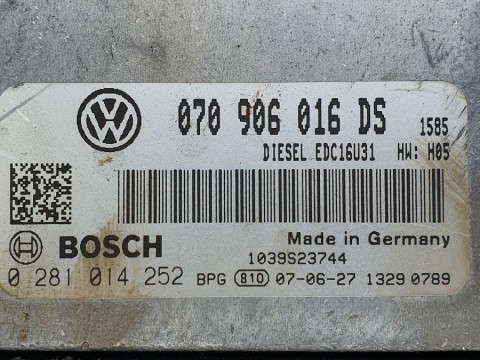 070 906 016 DS 1585
DIESEL EDC16U31 HW: H05
BOSCH Made in Germany
1039S23744
0 281 014 252 BPG 810 07-06-27 1329 0789